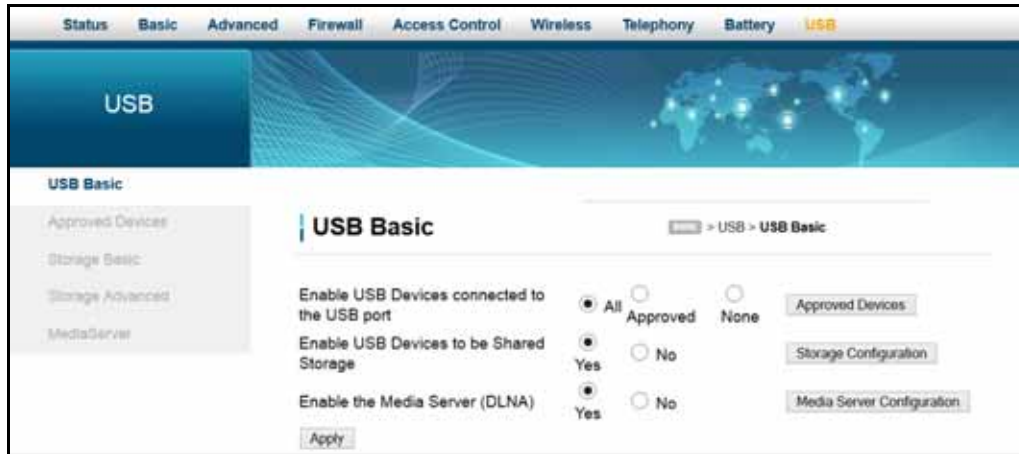 Status Basic Advanced Firewall Access Control Wireless Telephony Battery USB
USB
USB Basic
Approved Devices
Storage Basic
Storage Advanced
MediaServer
USB Basic
> USB > USB Basic
Enable USB Devices connected to the USB port All Approved None Approved Devices
Enable USB Devices to be Shared Storage Yes No Storage Configuration
Enable the Media Server (DLNA) Yes No Media Server Configuration
Apply